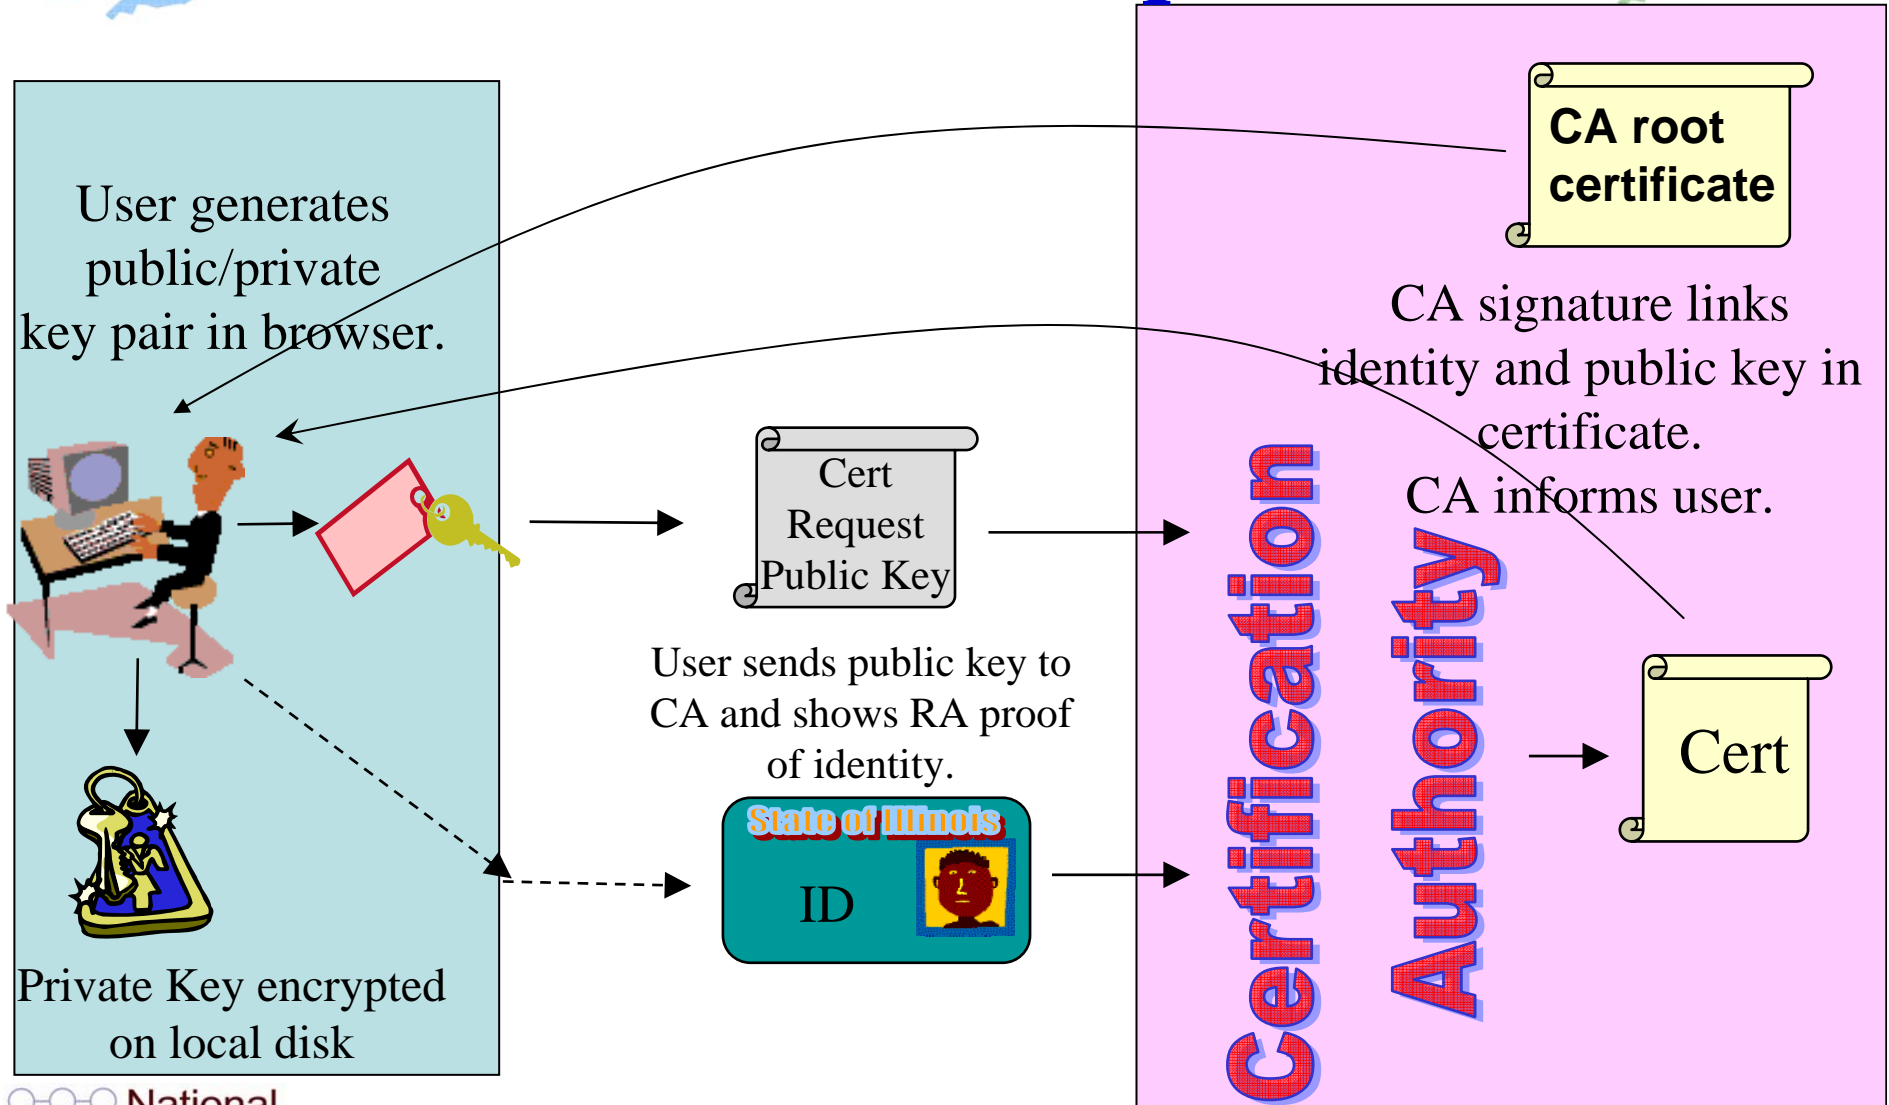 User generates
public/private
key pair in browser.
Private Key encrypted
on local disk
Cert
Request
Public Key
User sends public key to
CA and shows RA proof
of identity.
State of Illinois
ID
Certification
Authority
CA root
certificate
CA signature links
identity and public key in
certificate.
CA informs user.
Cert
National